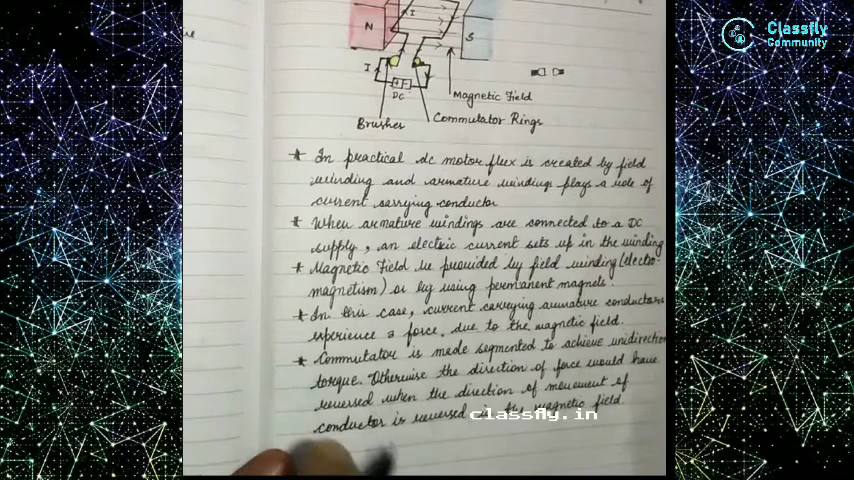 Classfly
Community
N
I
S
I
+ -
DC
Magnetic Field
Brushes
Commutator Rings
* In practical dc motor flux is created by field
winding and armature windings plays a role of
current carrying conductor
* When armature windings are connected to a DC
supply, an electric current sets up in the winding
* Magnetic Field be provided by field winding (electro-
magnetism) or by using permanent magnets.
* In this case, current carrying armature conductors
experience a force, due to the magnetic field.
* Commutator is made segmented to achieve unidirection
torque. Otherwise the direction of force would have
reversed when the direction of movement of
conductor is reversed in the magnetic field.
classfly.in